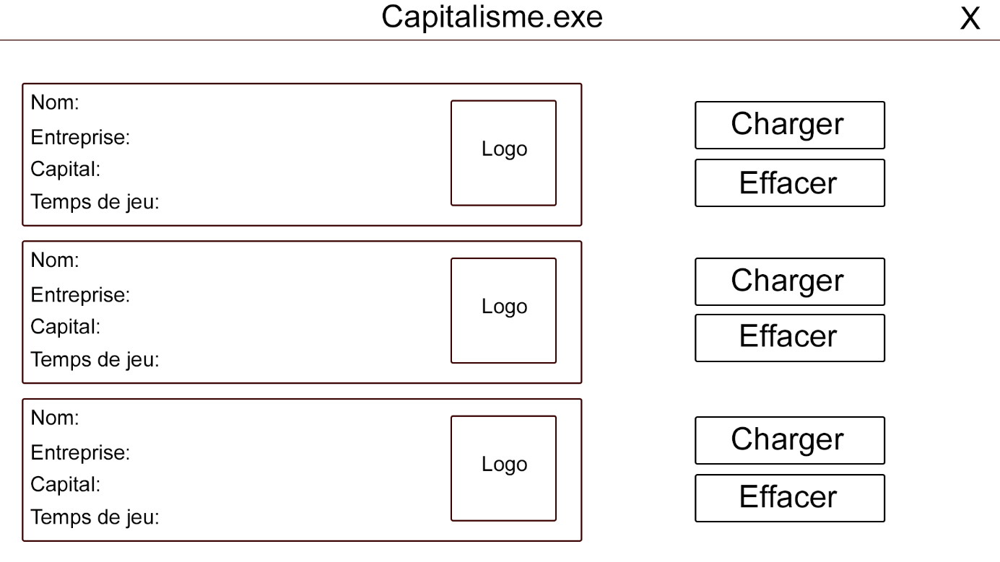 Capitalisme.exe X
Nom:
Entreprise:
Capital:
Temps de jeu:
Logo
Charger
Effacer
Nom:
Entreprise:
Capital:
Temps de jeu:
Logo
Charger
Effacer
Nom:
Entreprise:
Capital:
Temps de jeu:
Logo
Charger
Effacer